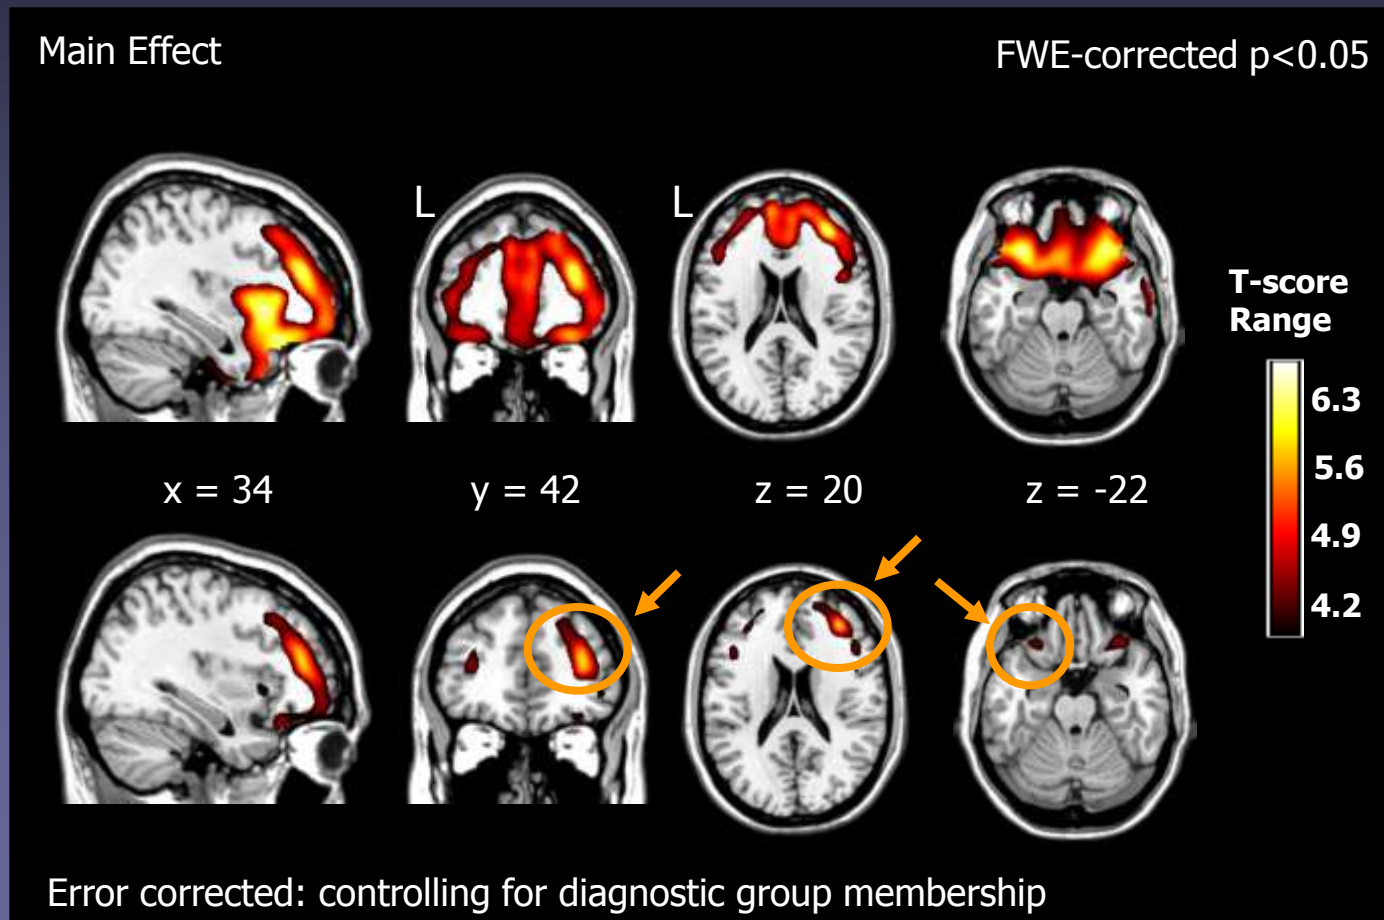 Main Effect
FWE-corrected p<0.05
L
L
T-score
Range
6.3
5.6
4.9
4.2
x = 34
y = 42
z = 20
z = -22
Error corrected: controlling for diagnostic group membership